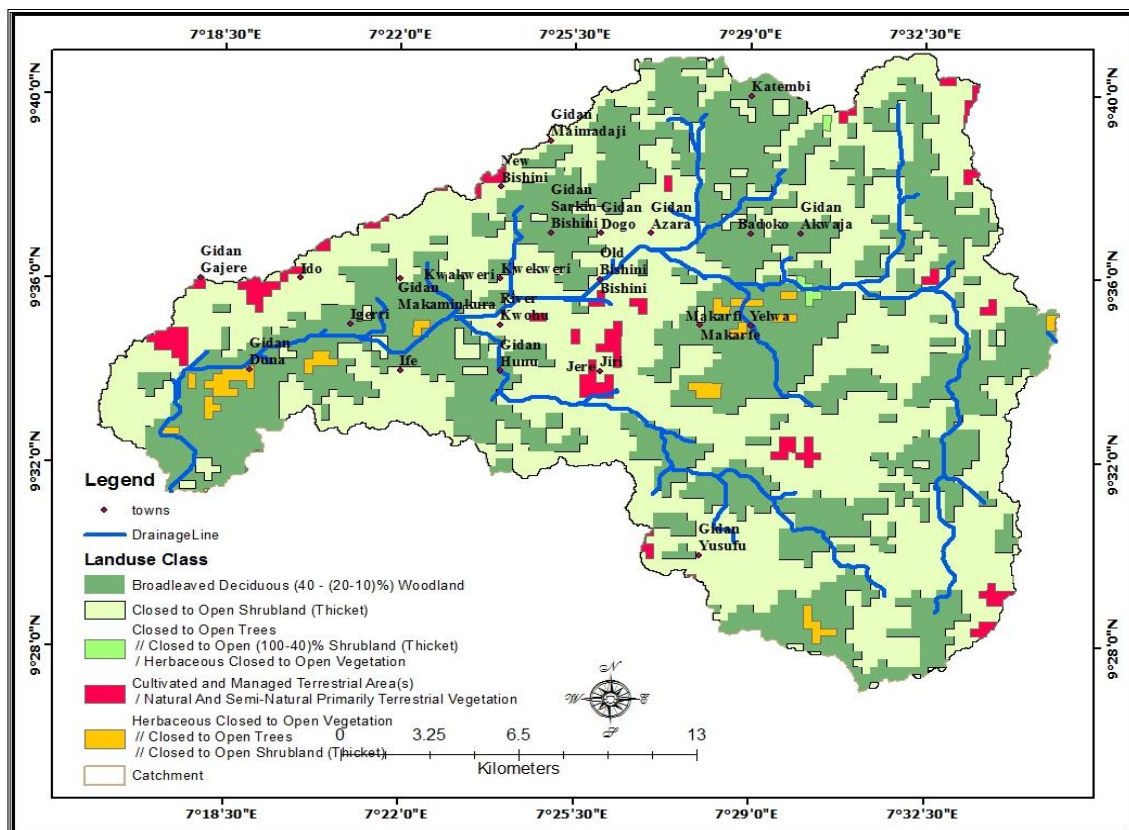 7°18'30"E 7°22'0"E 7°25'30"E 7°29'0"E 7°32'30"E
9°40'0"N
9°40'0"N
Katembi
Gidan
Maimadaji
New
Bishini
Gidan
Sarkin
Bishini
Gidan
Dogo
Gidan
Azara
Badoko
Gidan
Akwaja
Gidan
Gajere
Ido
Kwakweri
Kwekweri
Old
Bishini
Bishini
9°36'0"N
9°36'0"N
Gidan
Makaminkura
River
Kwohu
Igerri
Makarfi
Makarfe
Yelwa
Gidan
Duna
Ife
Gidan
Hunu
Jere
Jiri
9°32'0"N
9°32'0"N
Gidan
Yusufu
Legend
towns
DrainageLine
Landuse Class
Broadleaved Deciduous (40 - (20-10)% Woodland
Closed to Open Shrubland (Thicket)
Closed to Open Trees
// Closed to Open (100-40)% Shrubland (Thicket)
/ Herbaceous Closed to Open Vegetation
Cultivated and Managed Terrestrial Area(s)
/ Natural And Semi-Natural Primarily Terrestrial Vegetation
Herbaceous Closed to Open Vegetation
// Closed to Open Trees
// Closed to Open Shrubland (Thicket)
Catchment
9°28'0"N
9°28'0"N
N
W E
S
0 3.25 6.5 13
Kilometers
7°18'30"E 7°22'0"E 7°25'30"E 7°29'0"E 7°32'30"E